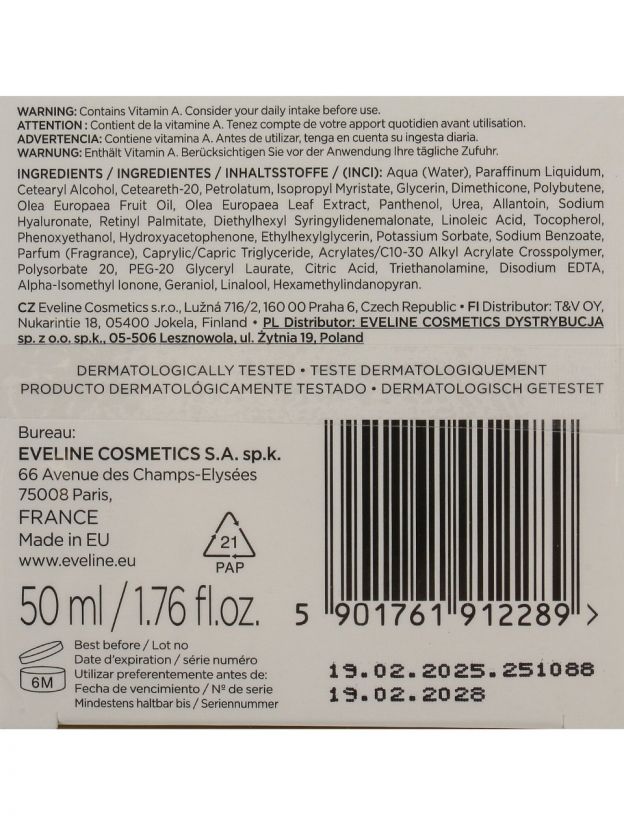 WARNING: Contains Vitamin A. Consider your daily intake before use.
ATTENTION : Contient de la vitamine A. Tenez compte de votre apport quotidien avant utilisation.
ADVERTENCIA: Contiene vitamina A. Antes de utilizar, tenga en cuenta su ingesta diaria.
WARNUNG: Enthält Vitamin A. Berücksichtigen Sie vor der Anwendung Ihre tägliche Zufuhr.
INGREDIENTS / INGREDIENTES / INHALTSSTOFFE / (INCI): Aqua (Water), Paraffinum Liquidum,
Cetearyl Alcohol, Ceteareth-20, Petrolatum, Isopropyl Myristate, Glycerin, Dimethicone, Polybutene,
Olea Europaea Fruit Oil, Olea Europaea Leaf Extract, Panthenol, Urea, Allantoin, Sodium
Hyaluronate, Retinyl Palmitate, Diethylhexyl Syringylidenemalonate, Linoleic Acid, Tocopherol,
Phenoxyethanol, Hydroxyacetophenone, Ethylhexylglycerin, Potassium Sorbate, Sodium Benzoate,
Parfum (Fragrance), Caprylic/Capric Triglyceride, Acrylates/C10-30 Alkyl Acrylate Crosspolymer,
Polysorbate 20, PEG-20 Glyceryl Laurate, Citric Acid, Triethanolamine, Disodium EDTA,
Alpha-Isomethyl Ionone, Geraniol, Linalool, Hexamethylindanopyran.
CZ Eveline Cosmetics s.r.o., Lužná 716/2, 160 00 Praha 6, Czech Republic • FI Distributor: T&V OY,
Nukarintie 18, 05400 Jokela, Finland • PL Distributor: EVELINE COSMETICS DYSTRYBUCJA
sp. z o.o. sp.k., 05-506 Lesznowola, ul. Żytnia 19, Poland
DERMATOLOGICALLY TESTED • TESTE DERMATOLOGIQUEMENT
PRODUCTO DERMATOLÓGICAMENTE TESTADO • DERMATOLOGISCH GETESTET
Bureau:
EVELINE COSMETICS S.A. sp.k.
66 Avenue des Champs-Elysées
75008 Paris,
FRANCE
Made in EU
www.eveline.eu
21
PAP
50 ml / 1.76 fl.oz.
5 901761 912289 >
6M
Best before / Lot no
Date d'expiration / série numéro
Utilizar preferentemente antes de:
Fecha de vencimiento / Nº de serie
Mindestens haltbar bis / Seriennummer
19.02.2025.251088
19.02.2028